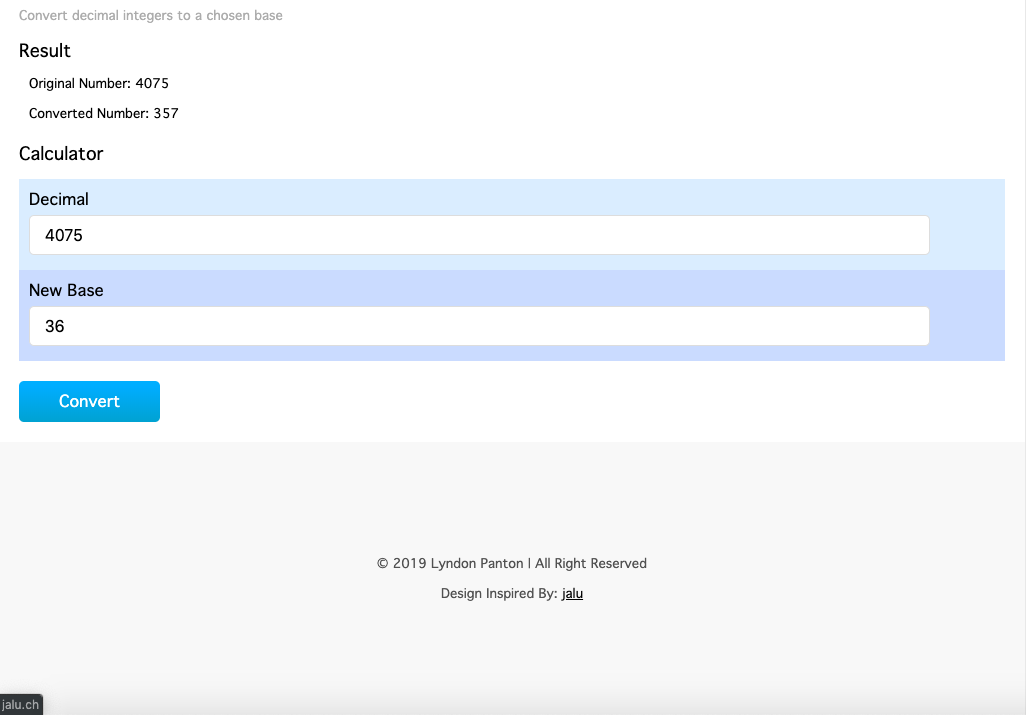 Convert decimal integers to a chosen base
Result
Original Number: 4075
Converted Number: 357
Calculator
Decimal
4075
New Base
36
Convert
© 2019 Lyndon Panton | All Right Reserved
Design Inspired By: jalu
jalu.ch